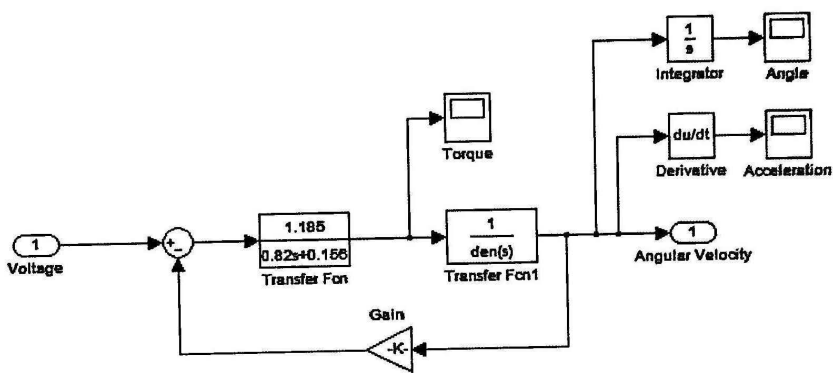 1
s
Integrator
Angle
du/dt
Derivative
Acceleration
Torque
1
Voltage
+
-
1.185
0.82s+0.156
Transfer Fcn
1
den(s)
Transfer Fcn1
1
Angular Velocity
Gain
-K-